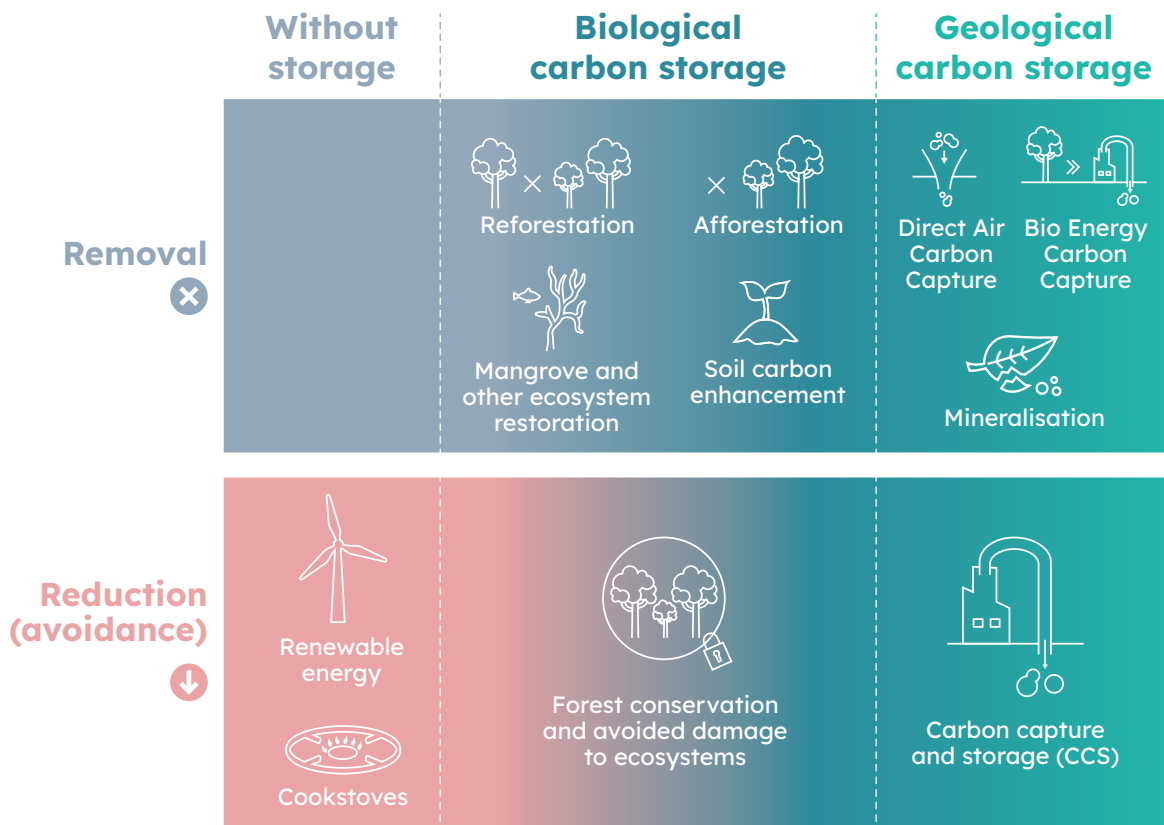 Without
storage
Biological
carbon storage
Geological
carbon storage
Removal
Reforestation
Afforestation
Direct Air
Carbon
Capture
Bio Energy
Carbon
Capture
Mangrove and
other ecosystem
restoration
Soil carbon
enhancement
Mineralisation
Reduction
(avoidance)
Renewable
energy
Cookstoves
Forest conservation
and avoided damage
to ecosystems
Carbon capture
and storage (CCS)